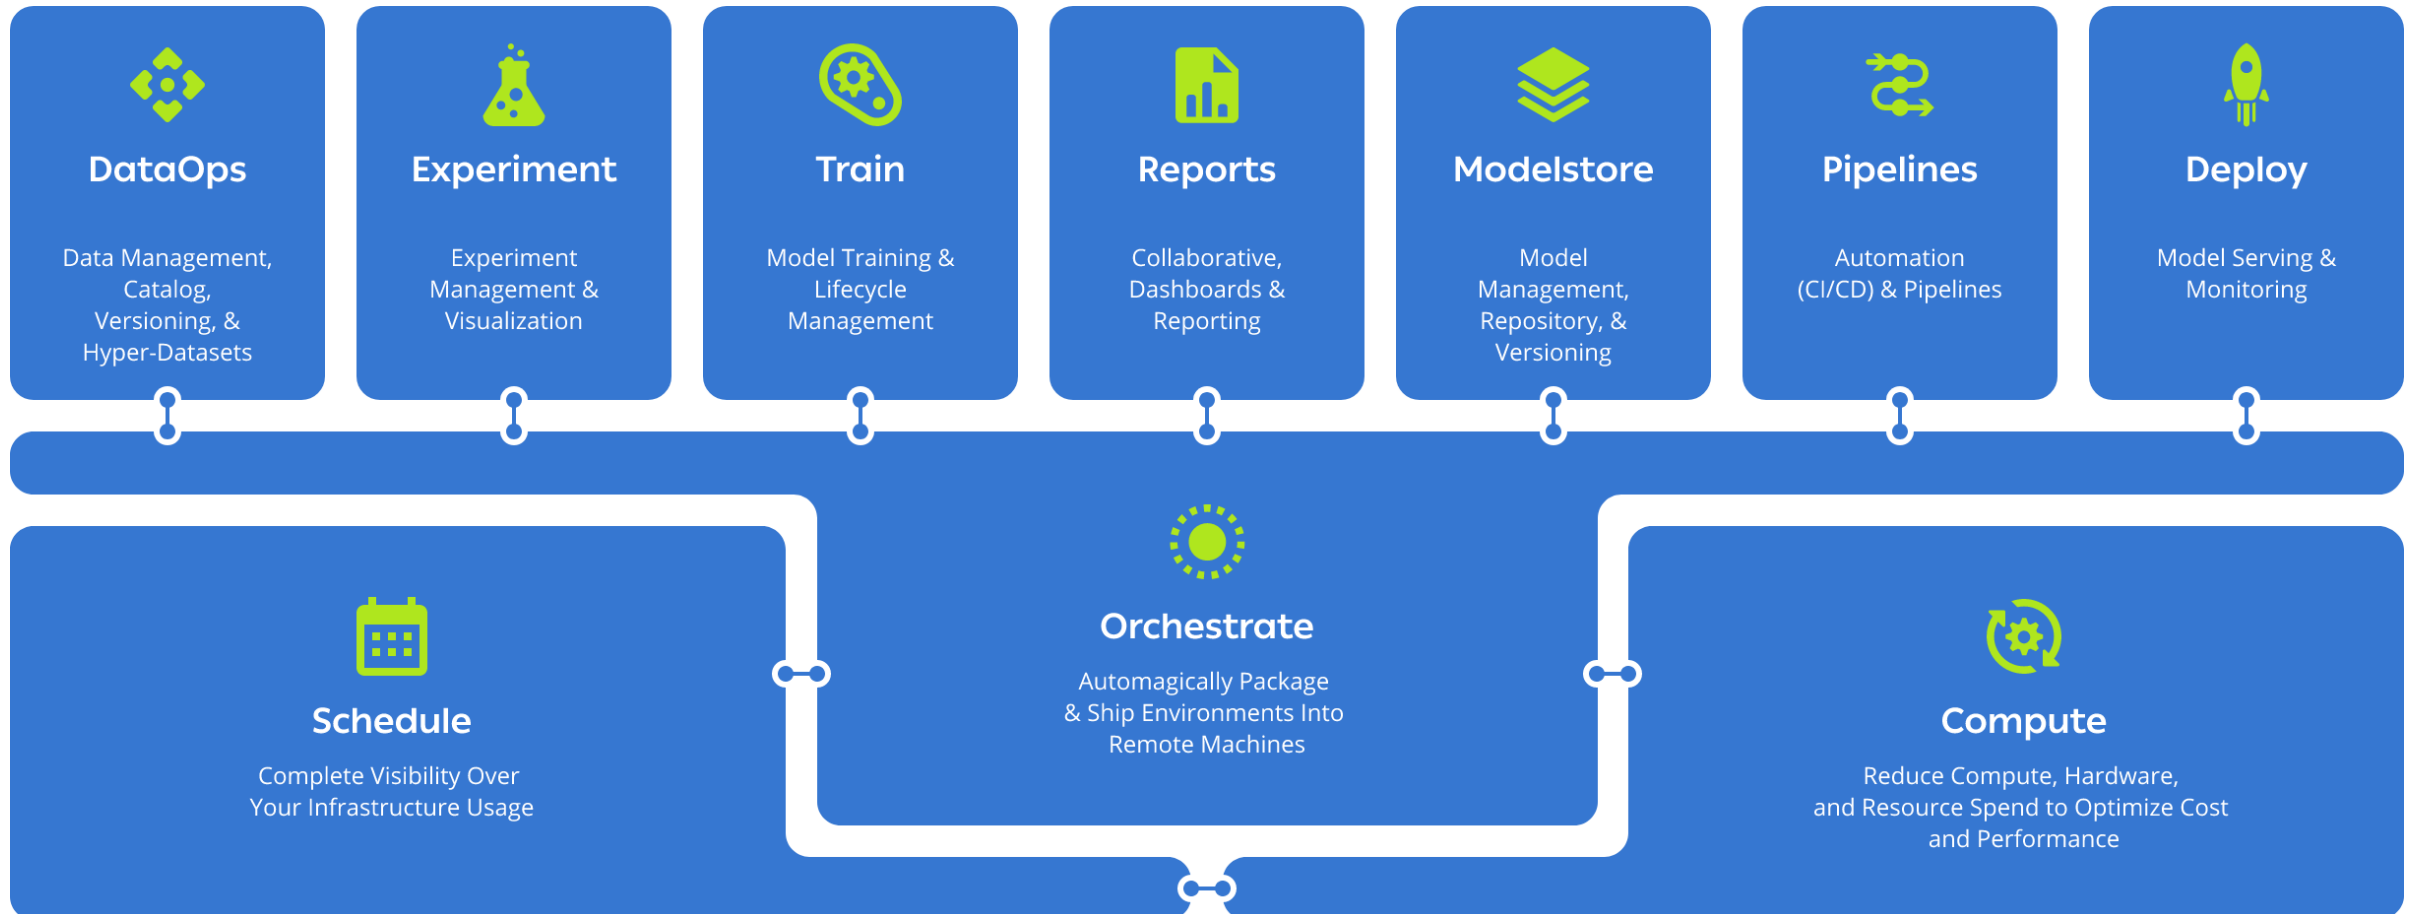 DataOps
Data Management,
Catalog,
Versioning, &
Hyper-Datasets
Experiment
Experiment
Management &
Visualization
Train
Model Training &
Lifecycle
Management
Reports
Collaborative,
Dashboards &
Reporting
Modelstore
Model
Management,
Repository, &
Versioning
Pipelines
Automation
(CI/CD) & Pipelines
Deploy
Model Serving &
Monitoring
Schedule
Complete Visibility Over
Your Infrastructure Usage
Orchestrate
Automagically Package
& Ship Environments Into
Remote Machines
Compute
Reduce Compute, Hardware,
and Resource Spend to Optimize Cost
and Performance